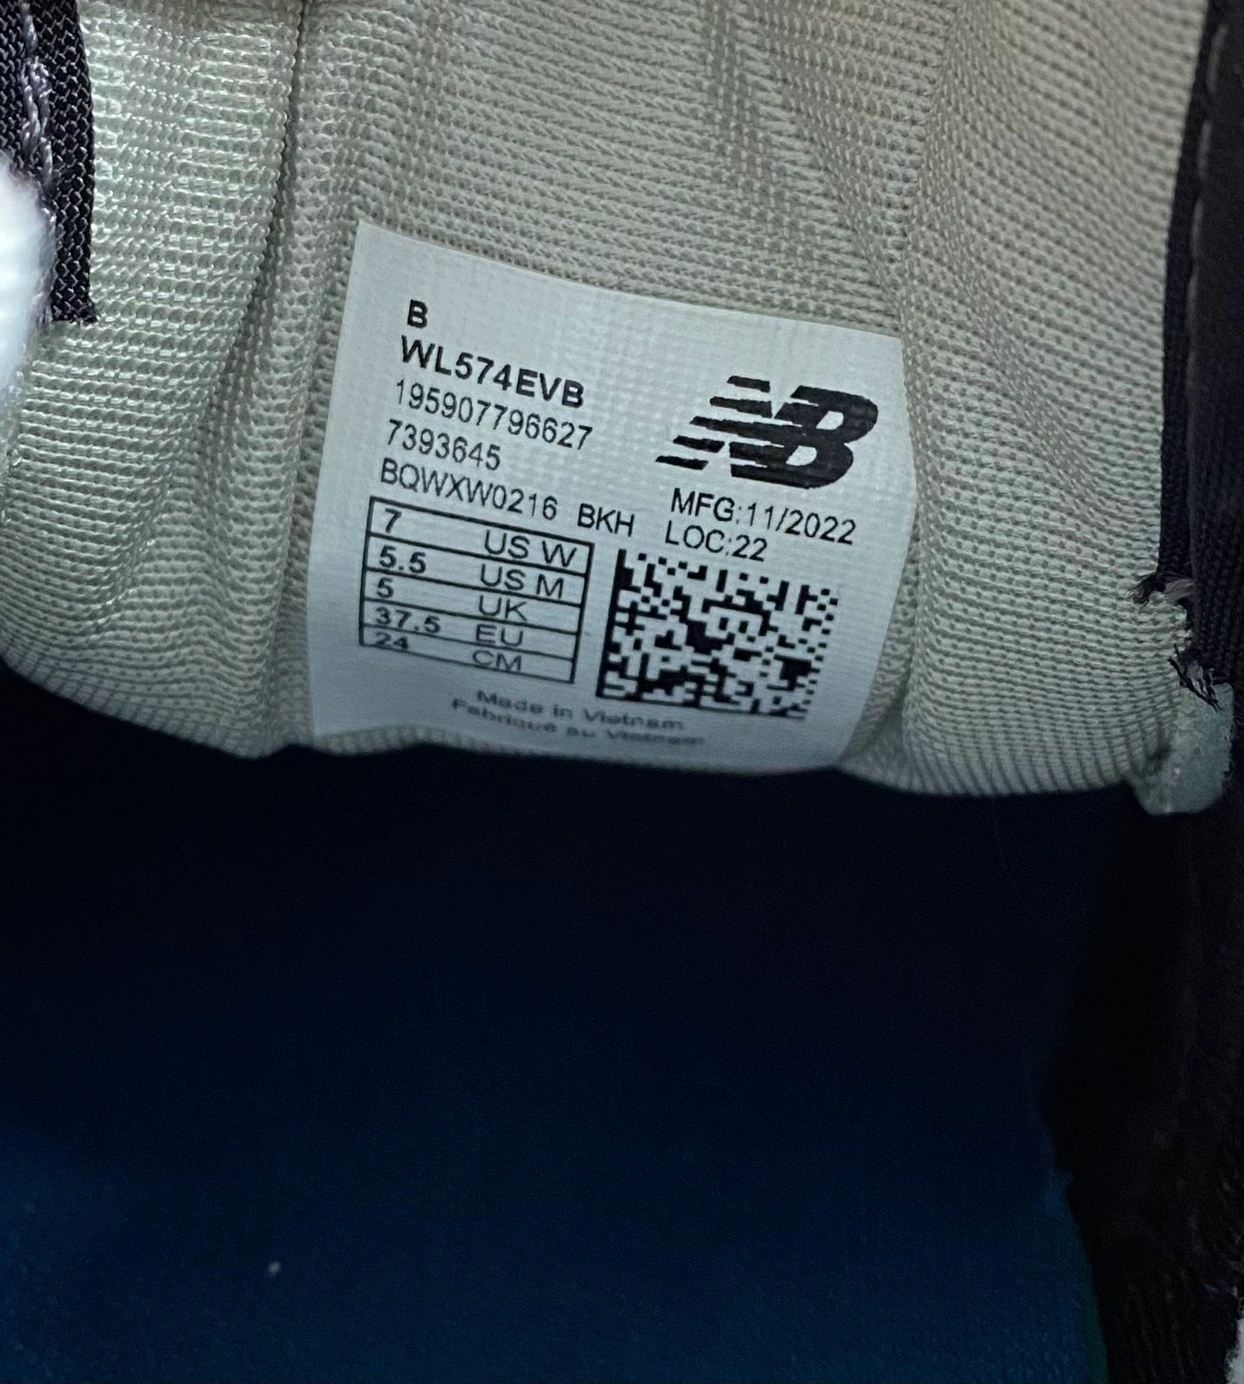 B
WL574EVB
195907796627
7393645
BQWXW0216 BKH
NB
MFG:11/2022
LOC:22
7 US W
5.5 US M
5 UK
37.5 EU
24 CM
Made in Vietnam
Fabriqué au Vietnam